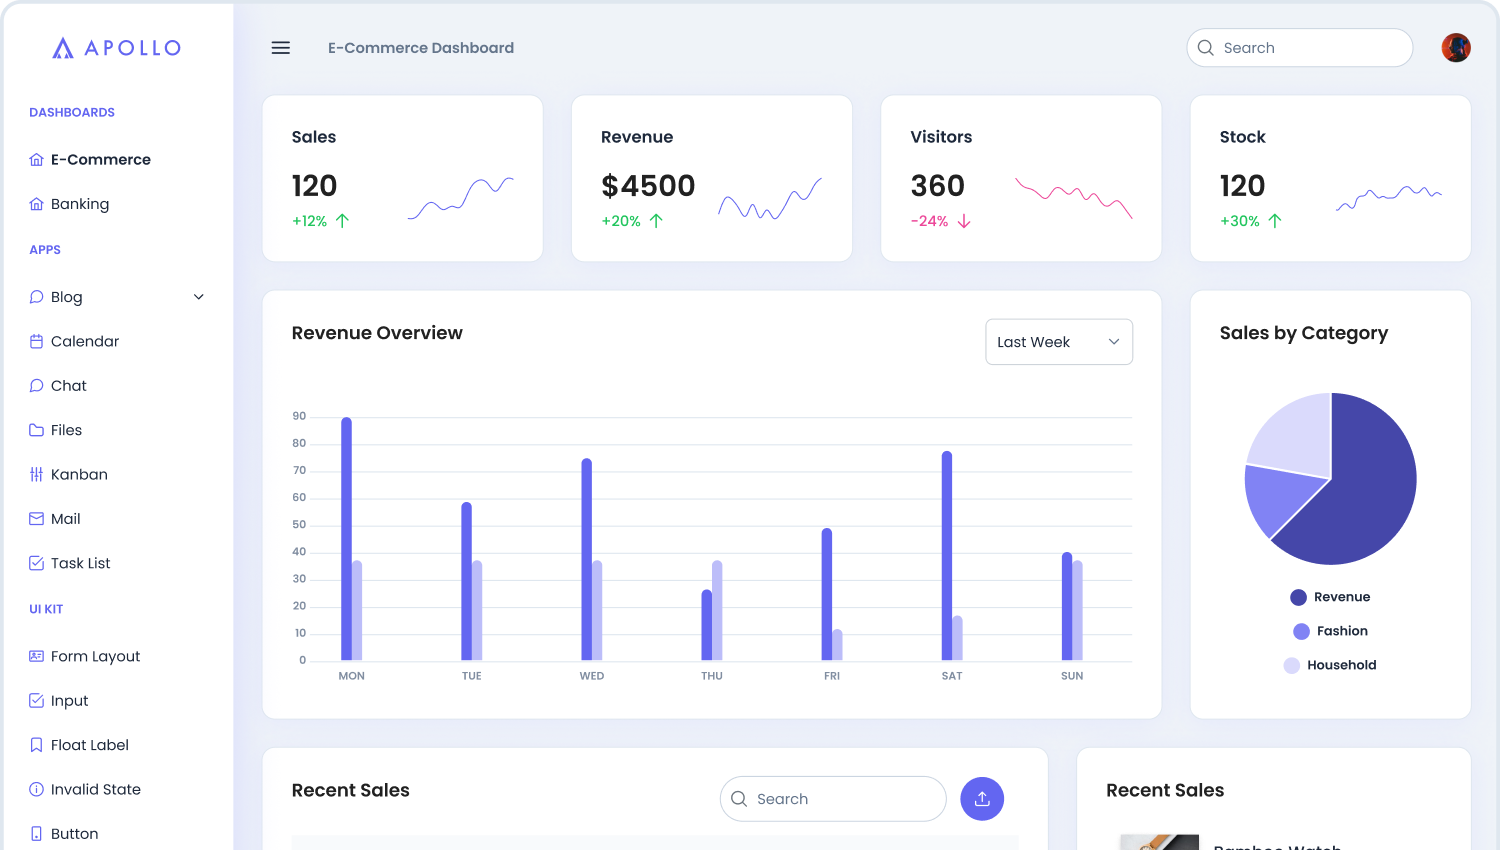 APOLLO
DASHBOARDS
E-Commerce
Banking
APPS
Blog
Calendar
Chat
Files
Kanban
Mail
Task List
UI KIT
Form Layout
Input
Float Label
Invalid State
Button
E-Commerce Dashboard
Search
Sales
120
+12%
Revenue
$4500
+20%
Visitors
360
-24%
Stock
120
+30%
Revenue Overview
Last Week
90
80
70
60
50
40
30
20
10
0
MON TUE WED THU FRI SAT SUN
Sales by Category
Revenue
Fashion
Household
Recent Sales
Search
Recent Sales
Bamboo Watch